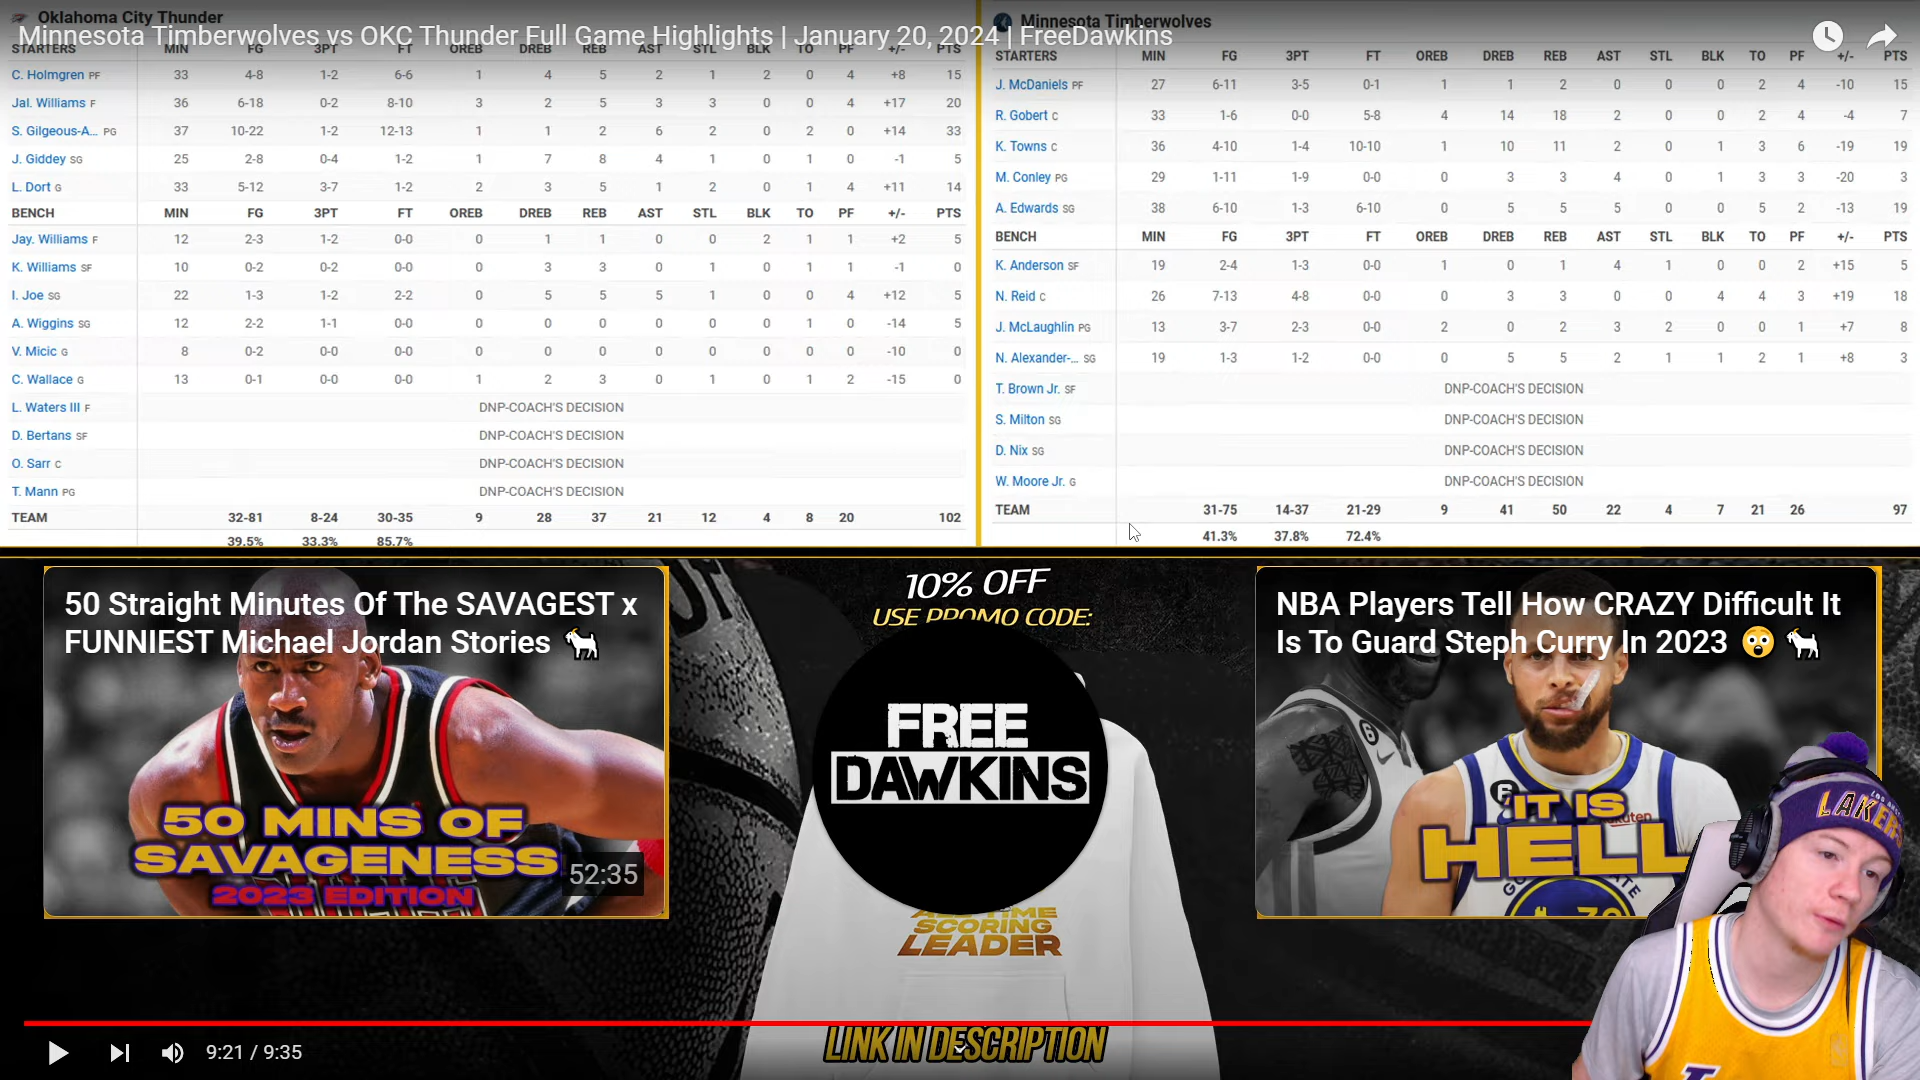 Oklahoma City Thunder
Minnesota Timberwolves
Minnesota Timberwolves vs OKC Thunder Full Game Highlights | January 20, 2024 | FreeDawkins
STARTERS MIN FG 3PT FT OREB DREB REB AST STL BLK TO PF +/- PTS
C. Holmgren PF 33 4-8 1-2 6-6 1 4 5 2 1 2 0 4 +8 15
Jal. Williams F 36 6-18 0-2 8-10 3 2 5 3 3 0 0 4 +17 20
S. Gilgeous-A... PG 37 10-22 1-2 12-13 1 1 2 6 2 0 2 0 +14 33
J. Giddey SG 25 2-8 0-4 1-2 1 7 8 4 1 0 1 0 -1 5
L. Dort G 33 5-12 3-7 1-2 2 3 5 1 2 0 1 4 +11 14
BENCH MIN FG 3PT FT OREB DREB REB AST STL BLK TO PF +/- PTS
Jay. Williams F 12 2-3 1-2 0-0 0 1 1 0 0 2 1 1 +2 5
K. Williams SF 10 0-2 0-2 0-0 0 3 3 0 1 0 1 1 -1 0
I. Joe SG 22 1-3 1-2 2-2 0 5 5 5 1 0 0 4 +12 5
A. Wiggins SG 12 2-2 1-1 0-0 0 0 0 0 0 0 1 0 -14 5
V. Micic G 8 0-2 0-0 0-0 0 0 0 0 0 0 0 0 -10 0
C. Wallace G 13 0-1 0-0 0-0 1 2 3 0 1 0 1 2 -15 0
L. Waters III F DNP-COACH'S DECISION
D. Bertans SF DNP-COACH'S DECISION
O. Sarr C DNP-COACH'S DECISION
T. Mann PG DNP-COACH'S DECISION
TEAM 32-81 8-24 30-35 9 28 37 21 12 4 8 20 102
39.5% 33.3% 85.7%
STARTERS MIN FG 3PT FT OREB DREB REB AST STL BLK TO PF +/- PTS
J. McDaniels PF 27 6-11 3-5 0-1 1 1 2 0 0 0 2 4 -10 15
R. Gobert C 33 1-6 0-0 5-8 4 14 18 2 0 0 2 4 -4 7
K. Towns C 36 4-10 1-4 10-10 1 10 11 2 0 1 3 6 -19 19
M. Conley PG 29 1-11 1-9 0-0 0 3 3 4 0 1 3 3 -20 3
A. Edwards SG 38 6-10 1-3 6-10 0 5 5 5 0 0 5 2 -13 19
BENCH MIN FG 3PT FT OREB DREB REB AST STL BLK TO PF +/- PTS
K. Anderson SF 19 2-4 1-3 0-0 1 0 1 4 1 0 0 2 +15 5
N. Reid C 26 7-13 4-8 0-0 0 3 3 0 0 4 4 3 +19 18
J. McLaughlin PG 13 3-7 2-3 0-0 2 0 2 3 2 0 0 1 +7 8
N. Alexander-... SG 19 1-3 1-2 0-0 0 5 5 2 1 1 2 1 +8 3
T. Brown Jr. SF DNP-COACH'S DECISION
S. Milton SG DNP-COACH'S DECISION
D. Nix SG DNP-COACH'S DECISION
W. Moore Jr. G DNP-COACH'S DECISION
TEAM 31-75 14-37 21-29 9 41 50 22 4 7 21 26 97
41.3% 37.8% 72.4%
50 Straight Minutes Of The SAVAGEST x
FUNNIEST Michael Jordan Stories 🐐
50 MINS OF
SAVAGENESS
2023 EDITION
52:35
10% OFF
USE PROMO CODE:
FREE
DAWKINS
ALL TIME
SCORING
LEADER
LINK IN DESCRIPTION
NBA Players Tell How CRAZY Difficult It
Is To Guard Steph Curry In 2023 😲 🐐
IT IS
HELL
LAKERS
9:21 / 9:35